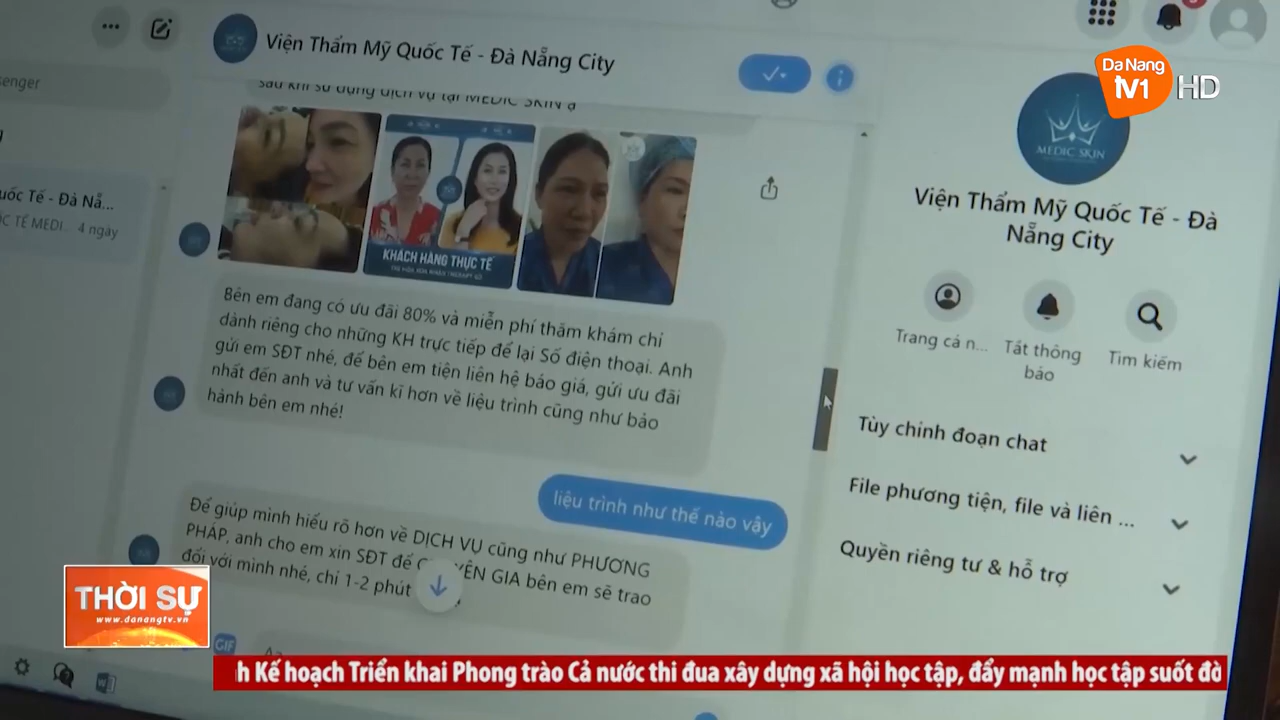 Viện Thẩm Mỹ Quốc Tế - Đà Nẵng City
Da Nang
TV1 HD
senger
sau khi sử dụng dịch vụ tại MEDIC SKIN ạ
MEDIC SKIN
uốc Tế - Đà Nẵ...
ỐC TẾ MEDI... 4 ngày
KHÁCH HÀNG THỰC TẾ
Viện Thẩm Mỹ Quốc Tế - Đà
Nẵng City
Bên em đang có ưu đãi 80% và miễn phí thăm khám chỉ
dành riêng cho những KH trực tiếp để lại Số điện thoại. Anh
gửi em SĐT nhé, để bên em tiện liên hệ báo giá, gửi ưu đãi
nhất đến anh và tư vấn kĩ hơn về liệu trình cũng như bảo
hành bên em nhé!
Trang cá n...
Tắt thông
báo
Tìm kiếm
liệu trình như thế nào vậy
Tùy chỉnh đoạn chat
File phương tiện, file và liên ...
Quyền riêng tư & hỗ trợ
Để giúp mình hiểu rõ hơn về DỊCH VỤ cũng như PHƯƠNG
PHÁP, anh cho em xin SĐT để YÊN GIA bên em sẽ trao
đổi với mình nhé, chỉ 1-2 phút
GIF
Aa
THỜI SỰ
www.danangtv.vn
h Kế hoạch Triển khai Phong trào Cả nước thi đua xây dựng xã hội học tập, đẩy mạnh học tập suốt đờ